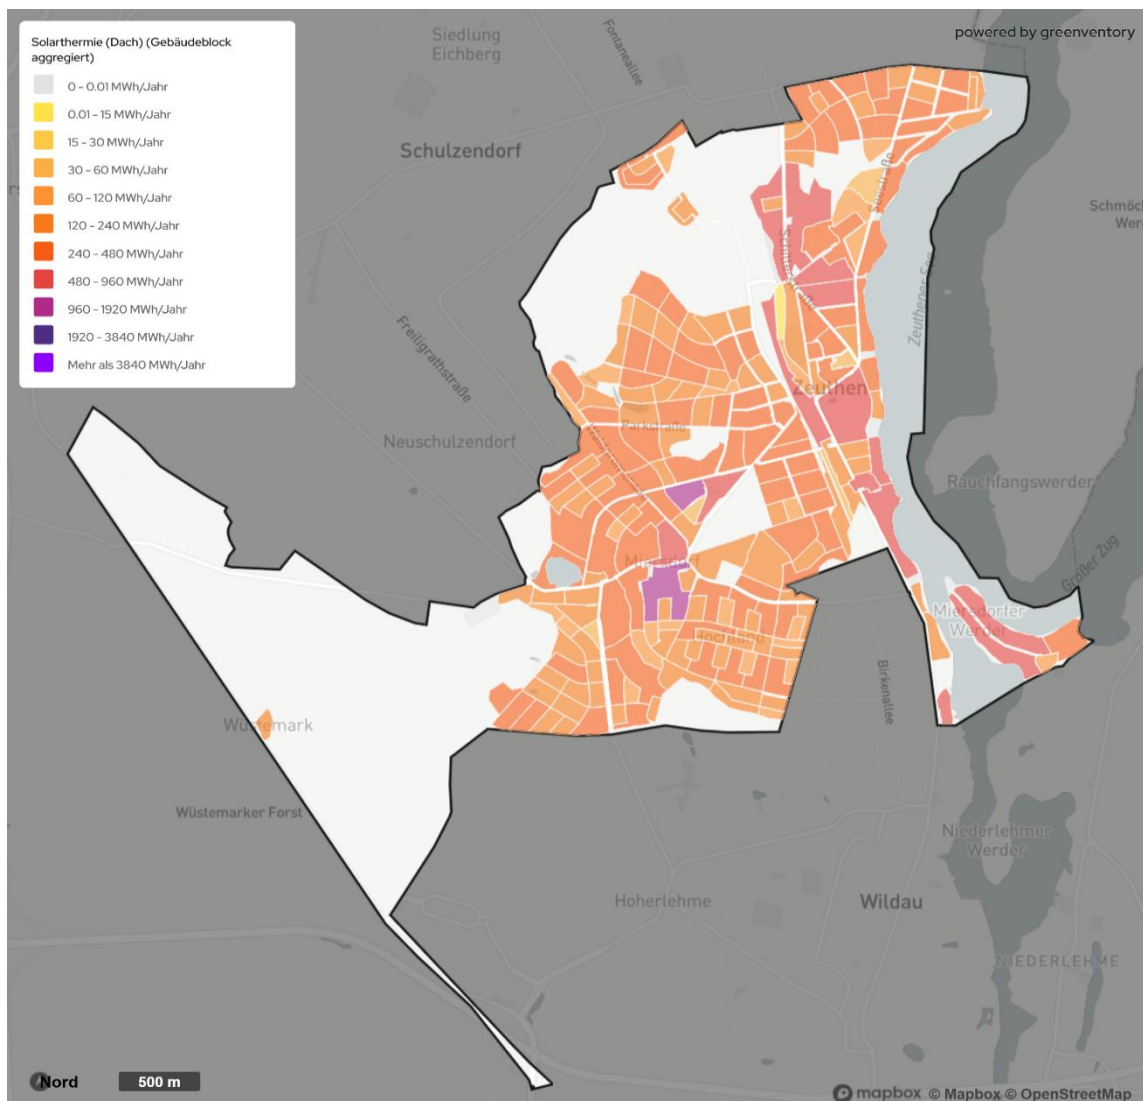 Solarthermie (Dach) (Gebäudeblock
aggregiert)
0 - 0.01 MWh/Jahr
0.01 - 15 MWh/Jahr
15 - 30 MWh/Jahr
30 - 60 MWh/Jahr
60 - 120 MWh/Jahr
120 - 240 MWh/Jahr
240 - 480 MWh/Jahr
480 - 960 MWh/Jahr
960 - 1920 MWh/Jahr
1920 - 3840 MWh/Jahr
Mehr als 3840 MWh/Jahr
powered by greenventory
Siedlung
Eichberg
Fontaneallee
Schulzendorf
Seestraße
Zeuthener See
Freiligrathstraße
Zeuthen
Parkstraße
Neuschulzendorf
Rauchfangswerder
Großer Zug
Miersdorf
Miersdorfer
Werder
Hochland
Birkenallee
Wüstemark
Wüstemarker Forst
Niederlehmer
Werder
Hoherlehme
Wildau
NIEDERLEHME
Nord
500 m
mapbox © Mapbox © OpenStreetMap